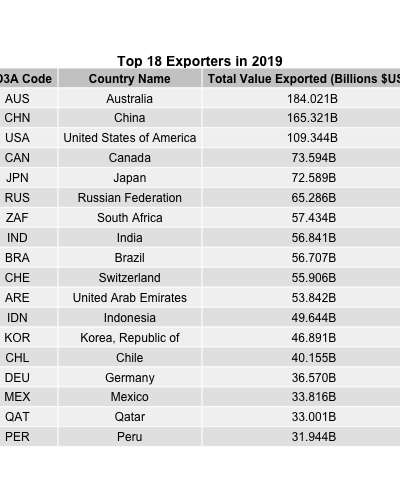 Top 18 Exporters in 2019
O3A Code Country Name Total Value Exported (Billions $US
AUS Australia 184.021B
CHN China 165.321B
USA United States of America 109.344B
CAN Canada 73.594B
JPN Japan 72.589B
RUS Russian Federation 65.286B
ZAF South Africa 57.434B
IND India 56.841B
BRA Brazil 56.707B
CHE Switzerland 55.906B
ARE United Arab Emirates 53.842B
IDN Indonesia 49.644B
KOR Korea, Republic of 46.891B
CHL Chile 40.155B
DEU Germany 36.570B
MEX Mexico 33.816B
QAT Qatar 33.001B
PER Peru 31.944B